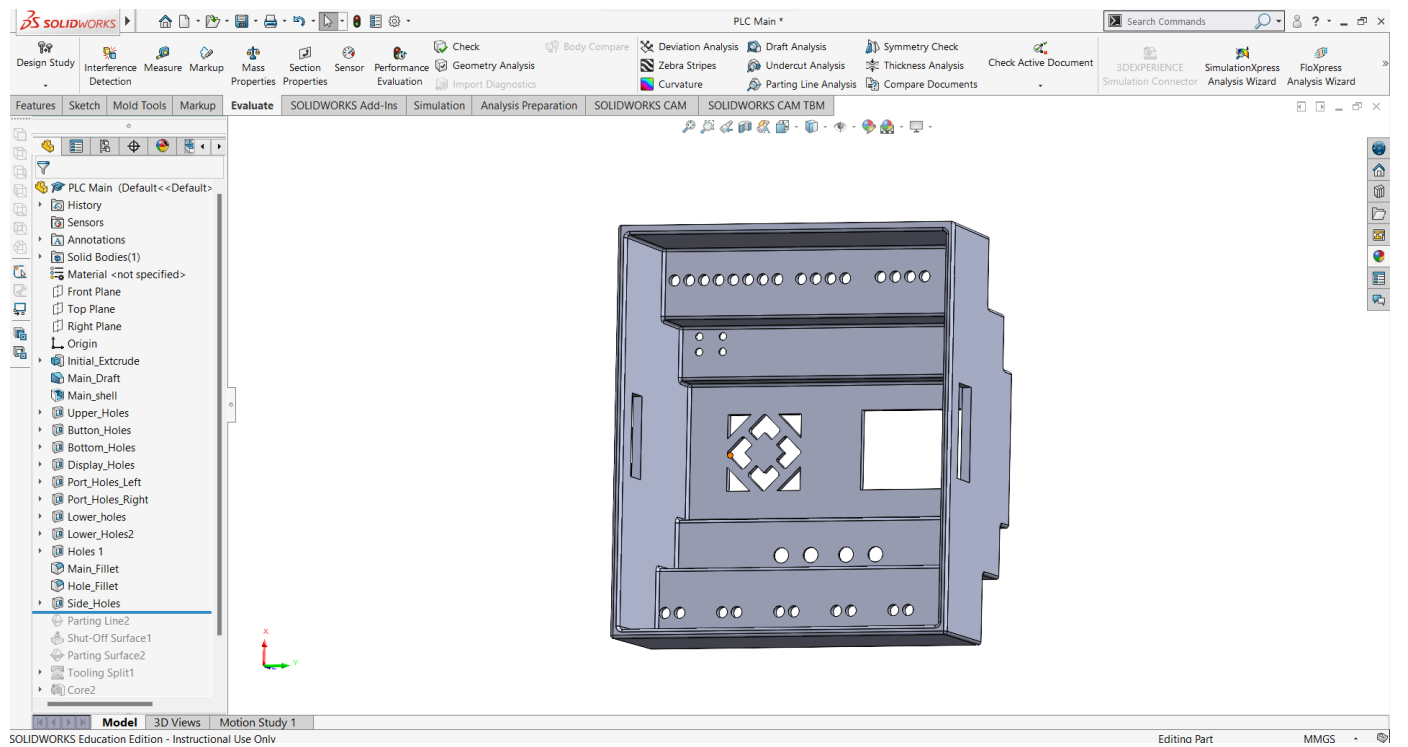 SOLIDWORKS
PLC Main *
Search Commands
Design Study
Interference Detection
Measure
Markup
Mass Properties
Section Properties
Sensor
Performance Evaluation
Check
Geometry Analysis
Import Diagnostics
Body Compare
Deviation Analysis
Zebra Stripes
Curvature
Draft Analysis
Undercut Analysis
Parting Line Analysis
Symmetry Check
Thickness Analysis
Compare Documents
Check Active Document
3DEXPERIENCE Simulation Connector
SimulationXpress Analysis Wizard
FloXpress Analysis Wizard
Features Sketch Mold Tools Markup Evaluate SOLIDWORKS Add-Ins Simulation Analysis Preparation SOLIDWORKS CAM SOLIDWORKS CAM TBM
PLC Main (Default<<Default>
History
Sensors
Annotations
Solid Bodies(1)
Material <not specified>
Front Plane
Top Plane
Right Plane
Origin
Initial_Extcrude
Main_Draft
Main_shell
Upper_Holes
Button_Holes
Bottom_Holes
Display_Holes
Port_Holes_Left
Port_Holes_Right
Lower_holes
Lower_Holes2
Holes 1
Main_Fillet
Hole_Fillet
Side_Holes
Parting Line2
Shut-Off Surface1
Parting Surface2
Tooling Split1
Core2
X
Y
Model 3D Views Motion Study 1
SOLIDWORKS Education Edition - Instructional Use Only
Editing Part
MMGS